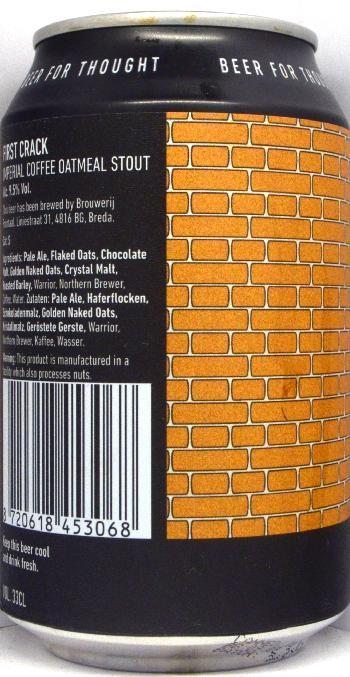 BEER FOR THOUGHT BEER FOR THOU
FIRST CRACK
IMPERIAL COFFEE OATMEAL STOUT
Alc. 9,5% Vol.
This beer has been brewed by Brouwerij
Liniestraat 31, 4816 BG, Breda.
Ingredients: Pale Ale, Flaked Oats, Chocolate
Malt, Golden Naked Oats, Crystal Malt,
Roasted Barley, Warrior, Northern Brewer,
Coffee, Water. Zutaten: Pale Ale, Haferflocken,
Schokoladenmalz, Golden Naked Oats,
Kristallmalz, Geröstete Gerste, Warrior,
Northern Brewer, Kaffee, Wasser.
Warning: This product is manufactured in a
facility which also processes nuts.
8 720618 453068
Keep this beer cool
and drink fresh.
VOL. 33CL